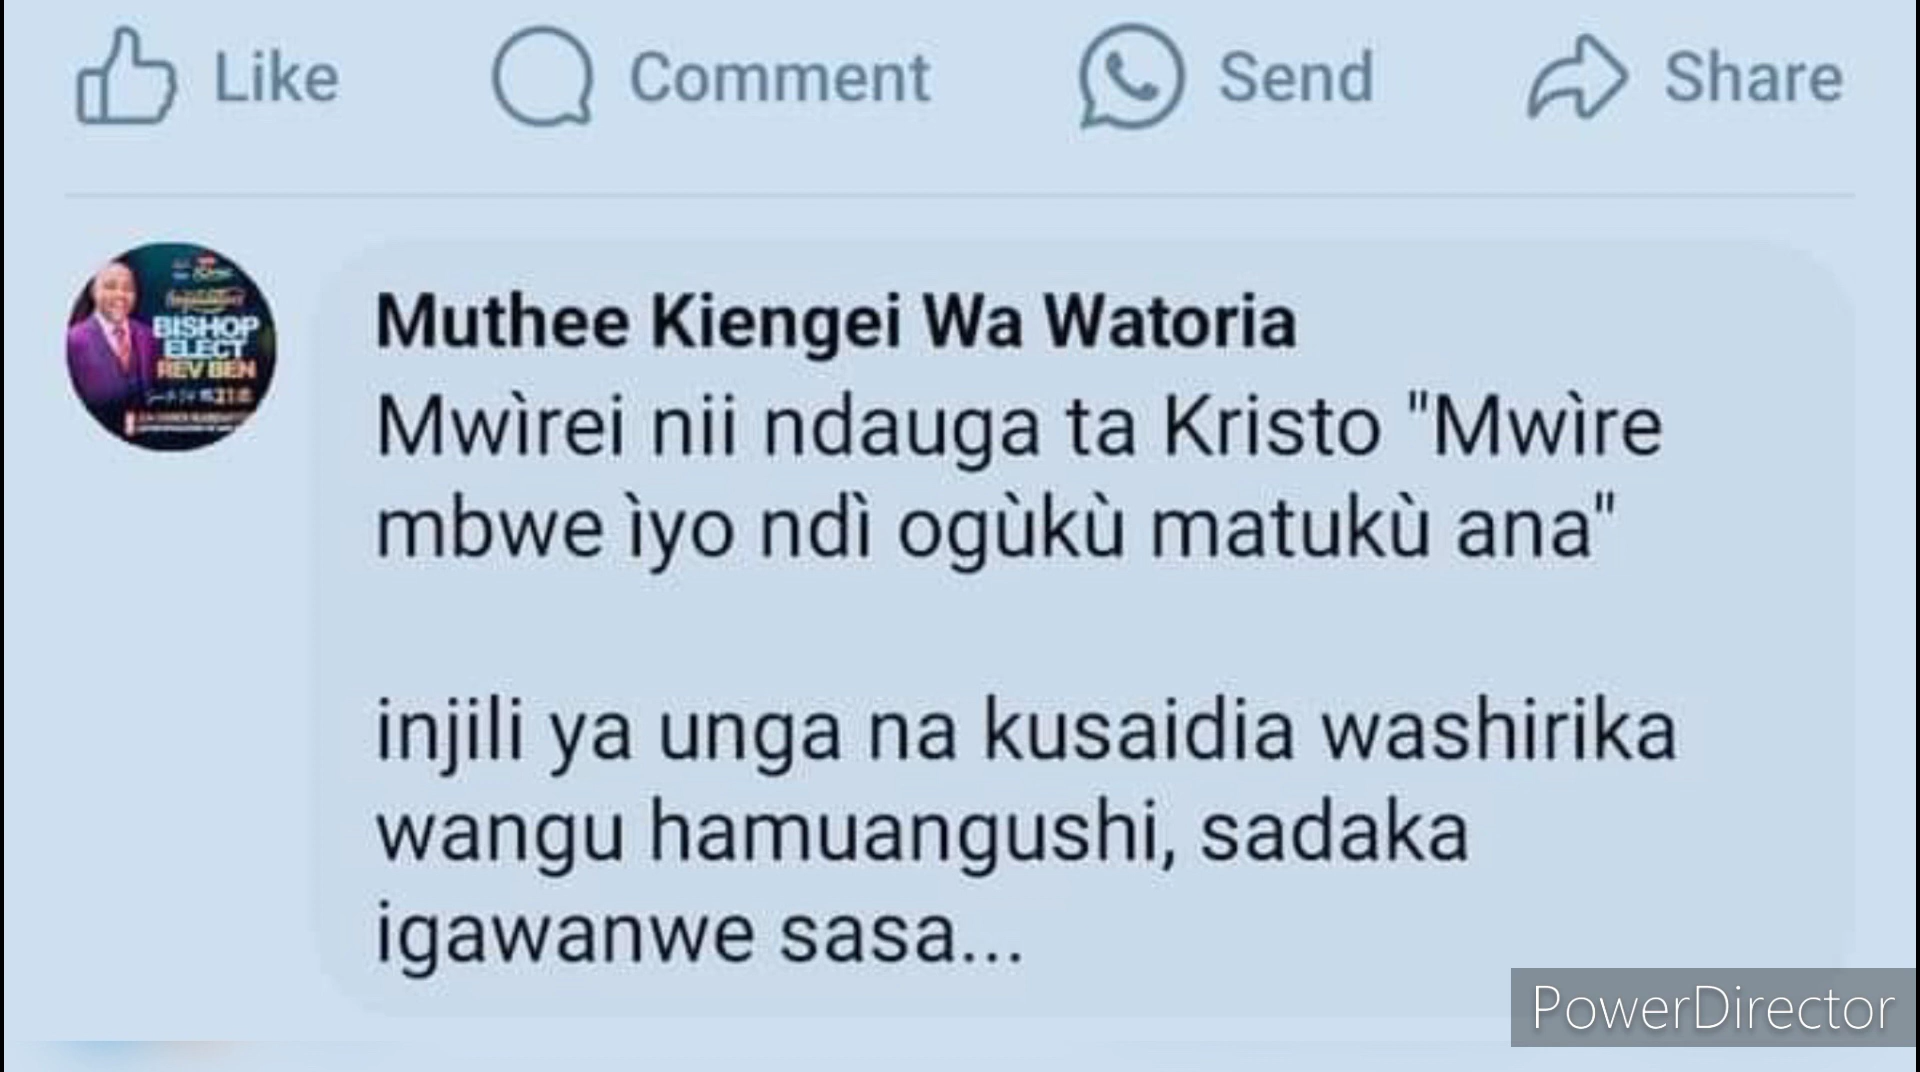 Like Comment Send Share
BISHOP
ELECT
REV BEN
Muthee Kiengei Wa Watoria
Mwìrei nii ndauga ta Kristo "Mwìre
mbwe ìyo ndì ogùkù matukù ana"
injili ya unga na kusaidia washirika
wangu hamuangushi, sadaka
igawanwe sasa...
PowerDirector